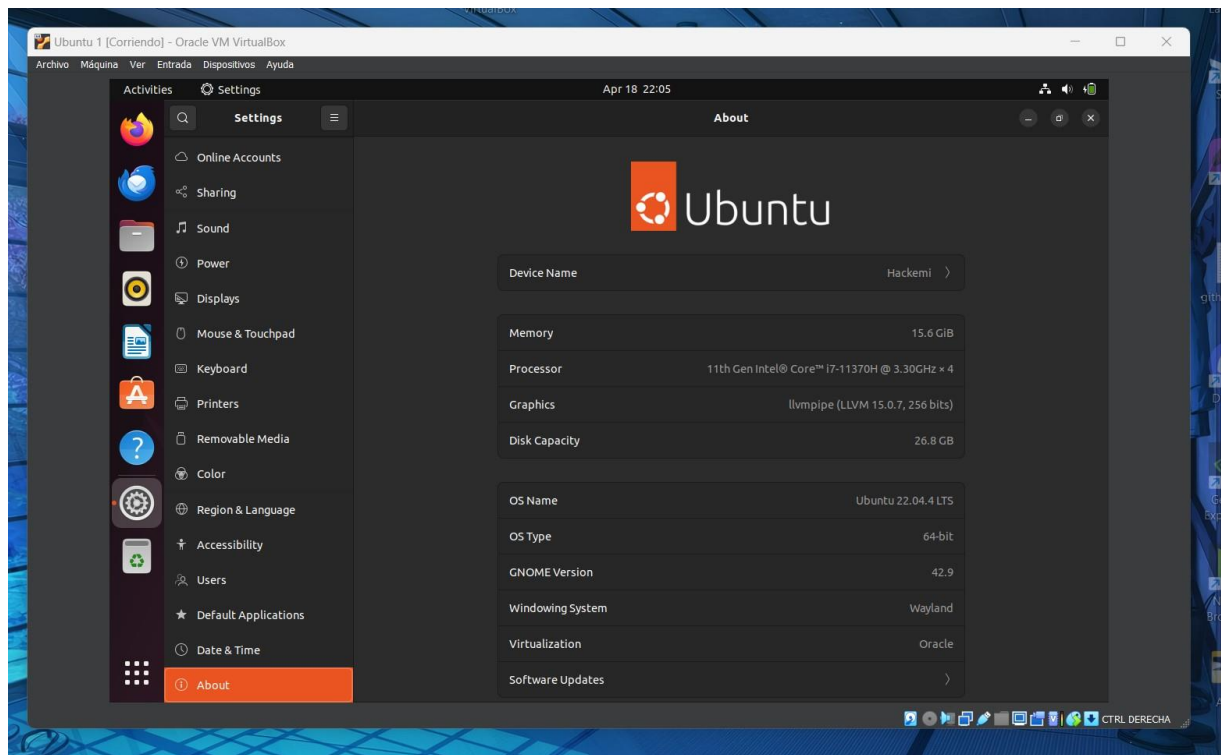 VirtualBox
Ubuntu 1 [Corriendo] - Oracle VM VirtualBox
Archivo Máquina Ver Entrada Dispositivos Ayuda
Activities Settings Apr 18 22:05
Settings About
Online Accounts
Sharing
Sound
Power
Displays
Mouse & Touchpad
Keyboard
Printers
Removable Media
Color
Region & Language
Accessibility
Users
Default Applications
Date & Time
About
Ubuntu
Device Name Hackemi
Memory 15.6 GiB
Processor 11th Gen Intel® Core™ i7-11370H @ 3.30GHz × 4
Graphics llvmpipe (LLVM 15.0.7, 256 bits)
Disk Capacity 26.8 GB
OS Name Ubuntu 22.04.4 LTS
OS Type 64-bit
GNOME Version 42.9
Windowing System Wayland
Virtualization Oracle
Software Updates
CTRL DERECHA